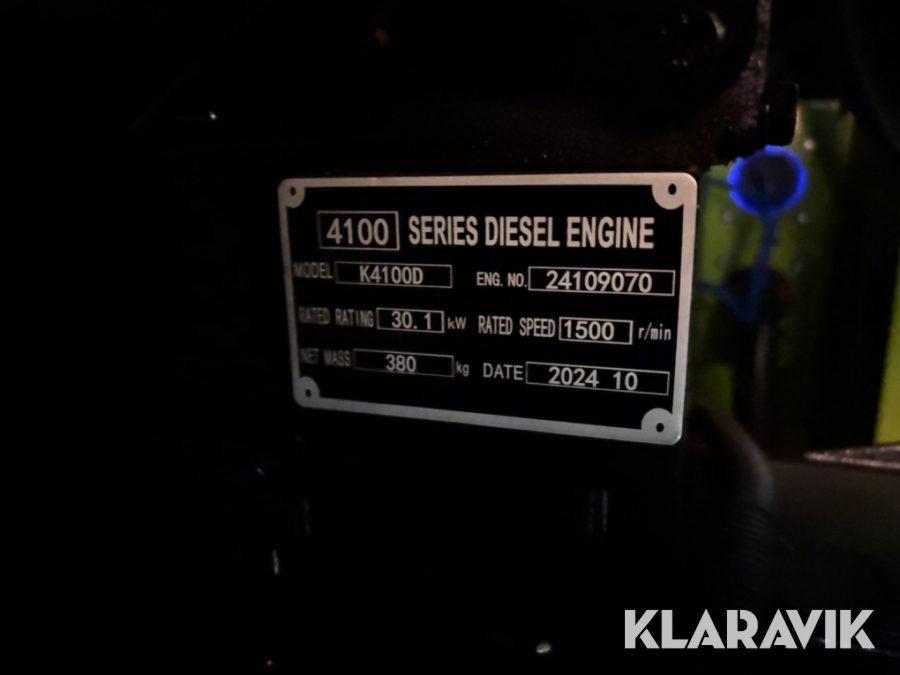 4100 SERIES DIESEL ENGINE
MODEL K4100D ENG. NO. 24109070
RATED RATING 30.1 kW RATED SPEED 1500 r/min
NET MASS 380 kg DATE 2024 10
KLARAVIK